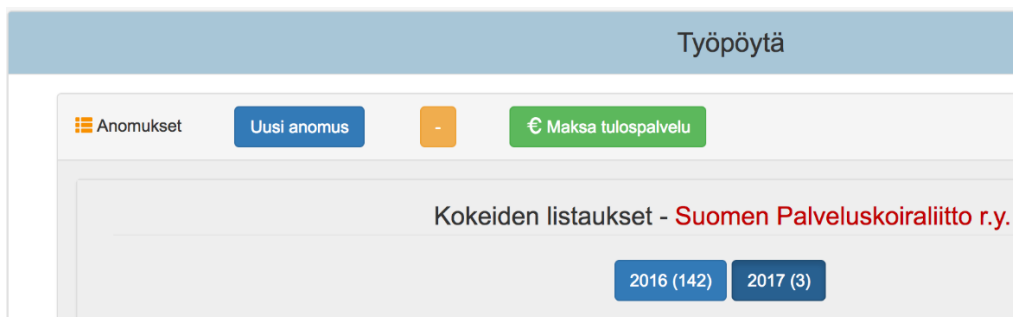 Työpöytä
Anomukset Uusi anomus - € Maksa tulospalvelu
Kokeiden listaukset - Suomen Palveluskoiraliitto r.y.
2016 (142) 2017 (3)